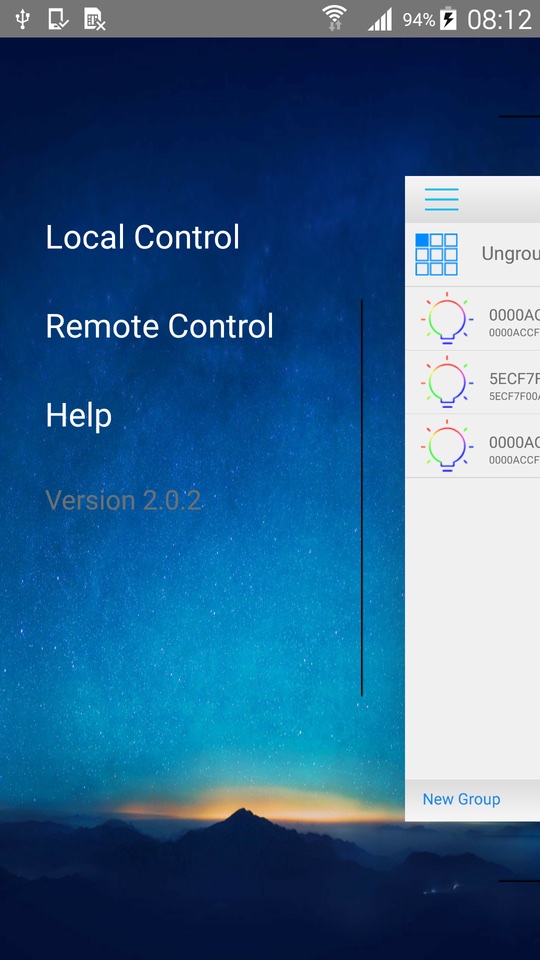 94% 08:12
Local Control
Remote Control
Help
Version 2.0.2
Ungrou
0000AC
0000ACCF
5ECF7F
5ECF7F00
0000AC
0000ACCF
New Group